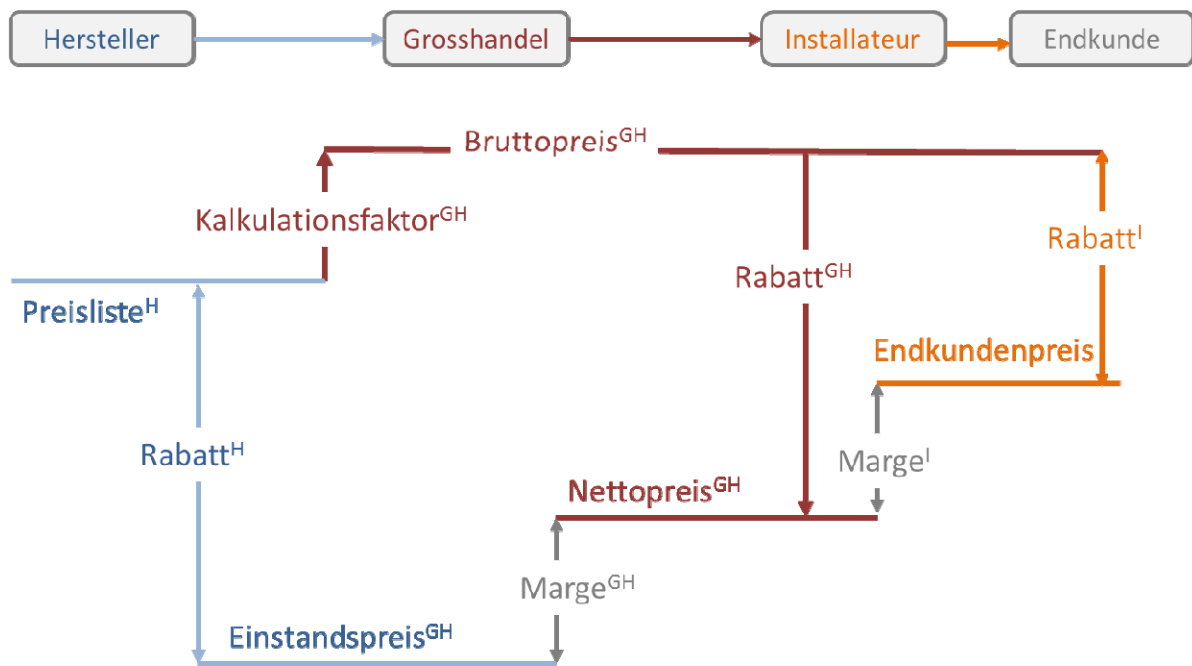 Hersteller
Grosshandel
Installateur
Endkunde
Bruttopreis^GH
Kalkulationsfaktor^GH
Rabatt^I
Rabatt^GH
Preisliste^H
Endkundenpreis
Rabatt^H
Marge^I
Nettopreis^GH
Marge^GH
Einstandspreis^GH